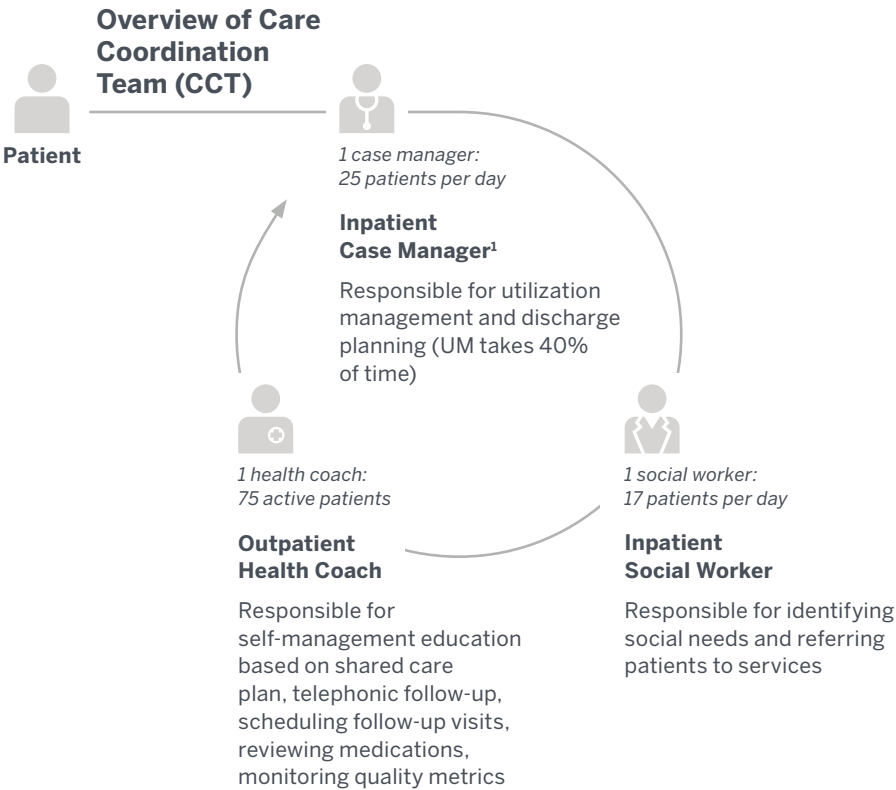 Overview of Care
Coordination
Team (CCT)
Patient
1 case manager:
25 patients per day
Inpatient
Case Manager¹
Responsible for utilization
management and discharge
planning (UM takes 40%
of time)
1 health coach:
75 active patients
Outpatient
Health Coach
Responsible for
self-management education
based on shared care
plan, telephonic follow-up,
scheduling follow-up visits,
reviewing medications,
monitoring quality metrics
1 social worker:
17 patients per day
Inpatient
Social Worker
Responsible for identifying
social needs and referring
patients to services